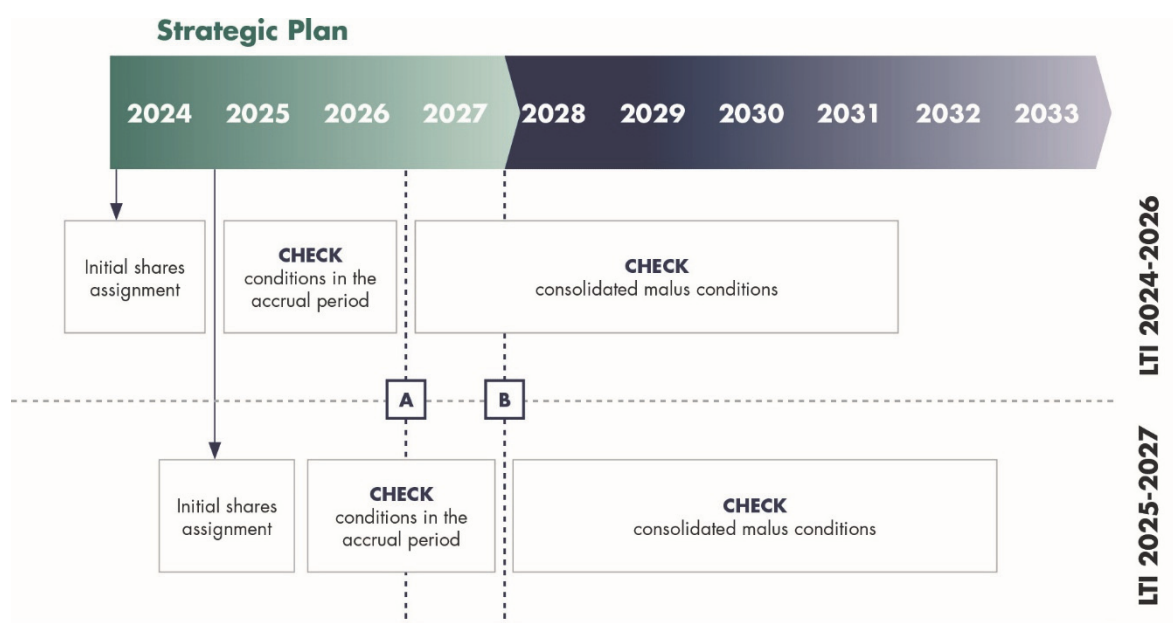 Strategic Plan
2024 2025 2026 2027 2028 2029 2030 2031 2032 2033
Initial shares
assignment
CHECK
conditions in the
accrual period
CHECK
consolidated malus conditions
LTI 2024-2026
A
B
Initial shares
assignment
CHECK
conditions in the
accrual period
CHECK
consolidated malus conditions
LTI 2025-2027